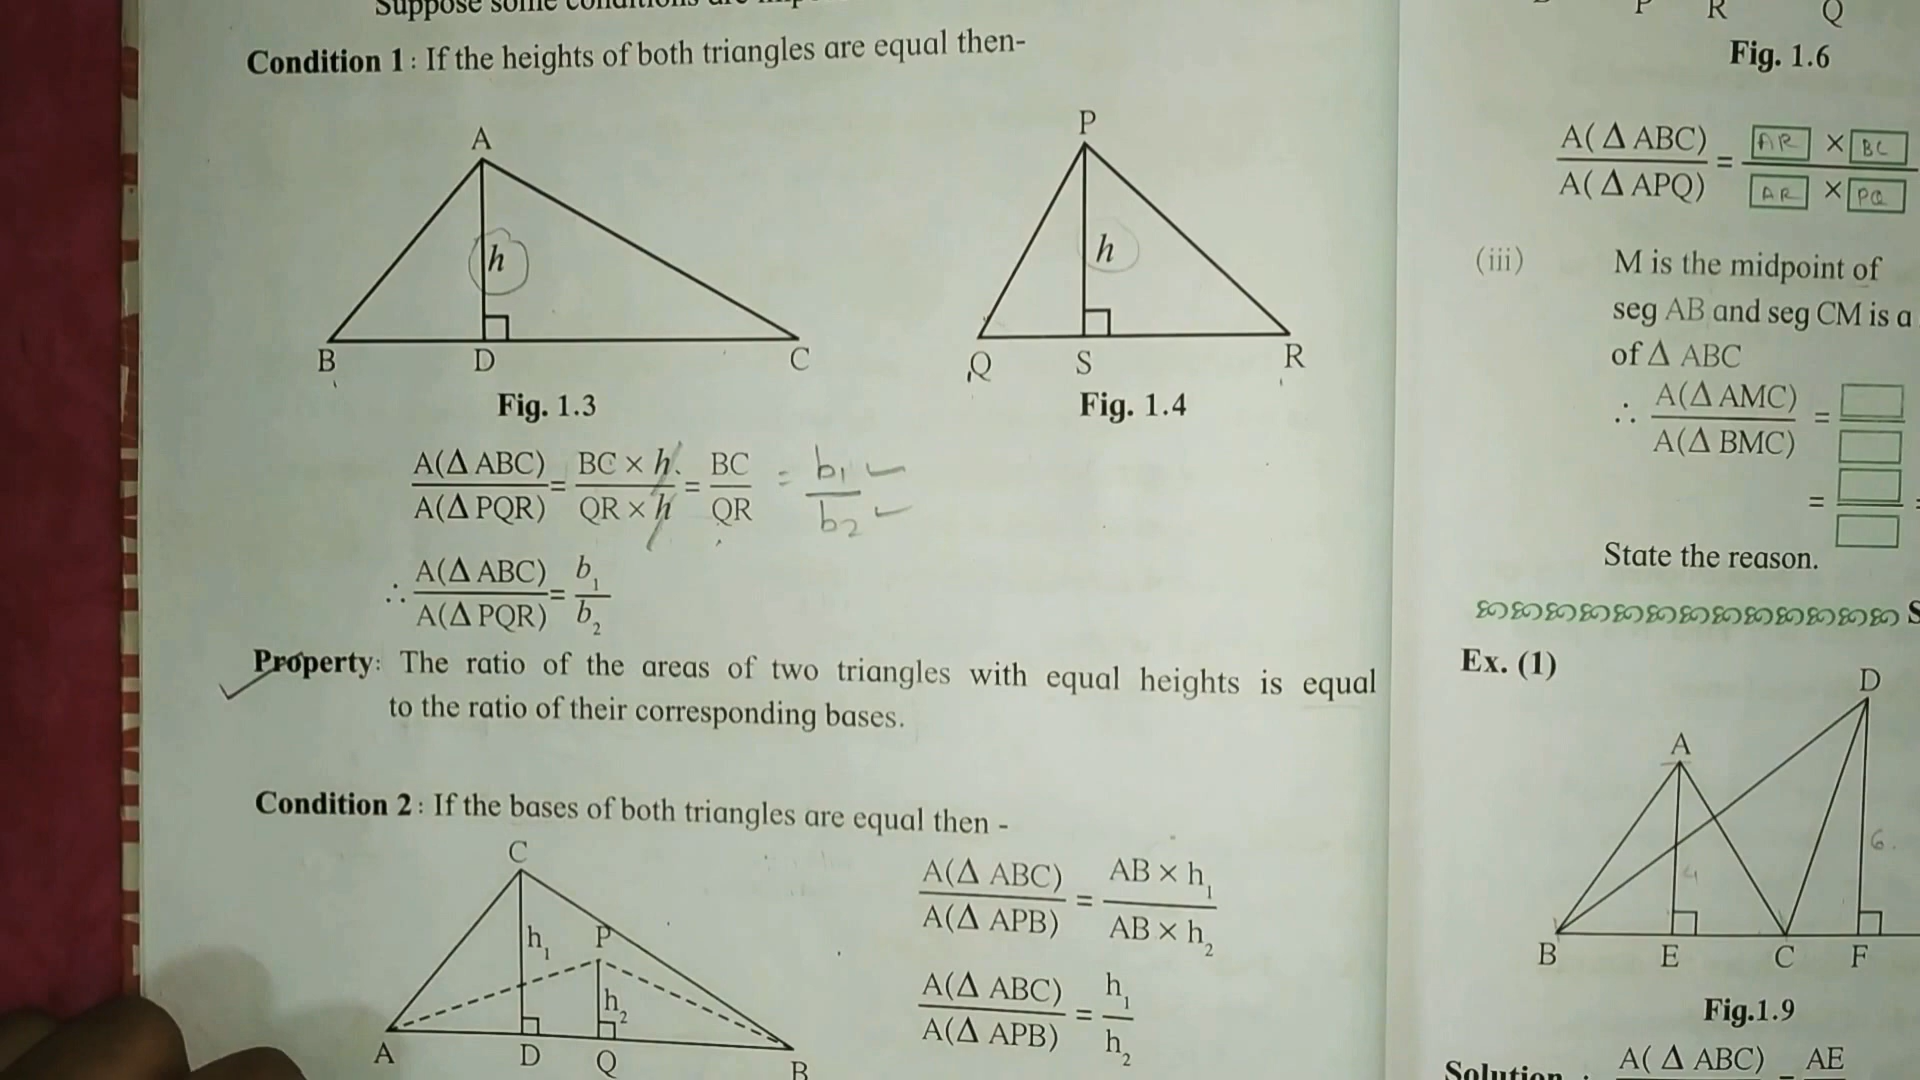 Suppose some conditions are
Condition 1 : If the heights of both triangles are equal then-
A
h
B
D
C
Fig. 1.3
P
h
Q
S
R
Fig. 1.4
A(Δ ABC) / A(Δ PQR) = BC × h / QR × h = BC / QR = b1 / b2
∴ A(Δ ABC) / A(Δ PQR) = b₁ / b₂
Property: The ratio of the areas of two triangles with equal heights is equal
to the ratio of their corresponding bases.
Condition 2 : If the bases of both triangles are equal then -
C
h₁
P
h₂
A
D
Q
B
A(Δ ABC) / A(Δ APB) = AB × h₁ / AB × h₂
A(Δ ABC) / A(Δ APB) = h₁ / h₂
P R Q
Fig. 1.6
A(Δ ABC) / A(Δ APQ) = AR × BC / AR × PQ
(iii) M is the midpoint of
seg AB and seg CM is a
of Δ ABC
∴ A(Δ AMC) / A(Δ BMC) =
=
State the reason.
S
Ex. (1)
D
A
6
4
B
E
C
F
Fig.1.9
Solution : A( Δ ABC) = AE